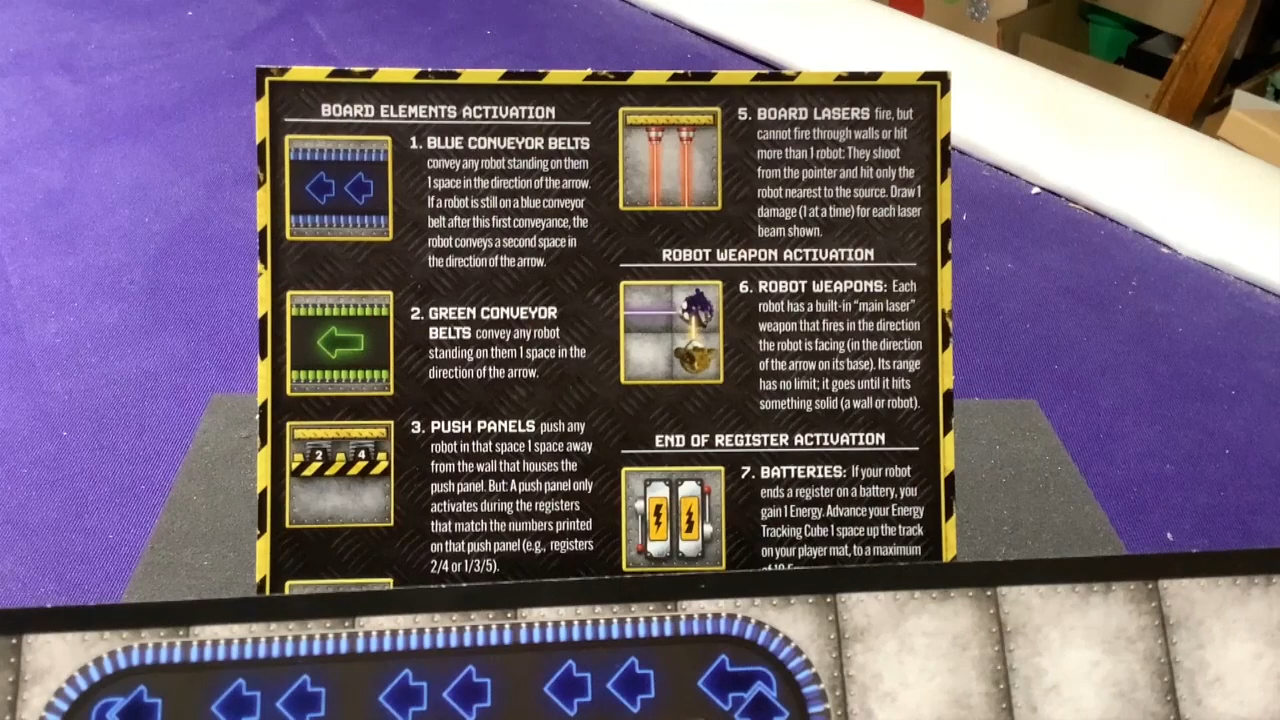 BOARD ELEMENTS ACTIVATION
1. BLUE CONVEYOR BELTS
convey any robot standing on them
1 space in the direction of the arrow.
If a robot is still on a blue conveyor
belt after this first conveyance, the
robot conveys a second space in
the direction of the arrow.
2. GREEN CONVEYOR
BELTS convey any robot
standing on them 1 space in the
direction of the arrow.
2 4
3. PUSH PANELS push any
robot in that space 1 space away
from the wall that houses the
push panel. But: A push panel only
activates during the registers
that match the numbers printed
on that push panel (e.g., registers
2/4 or 1/3/5).
5. BOARD LASERS fire, but
cannot fire through walls or hit
more than 1 robot: They shoot
from the pointer and hit only the
robot nearest to the source. Draw 1
damage (1 at a time) for each laser
beam shown.
ROBOT WEAPON ACTIVATION
6. ROBOT WEAPONS: Each
robot has a built-in “main laser”
weapon that fires in the direction
the robot is facing (in the direction
of the arrow on its base). Its range
has no limit; it goes until it hits
something solid (a wall or robot).
END OF REGISTER ACTIVATION
7. BATTERIES: If your robot
ends a register on a battery, you
gain 1 Energy. Advance your Energy
Tracking Cube 1 space up the track
on your player mat, to a maximum